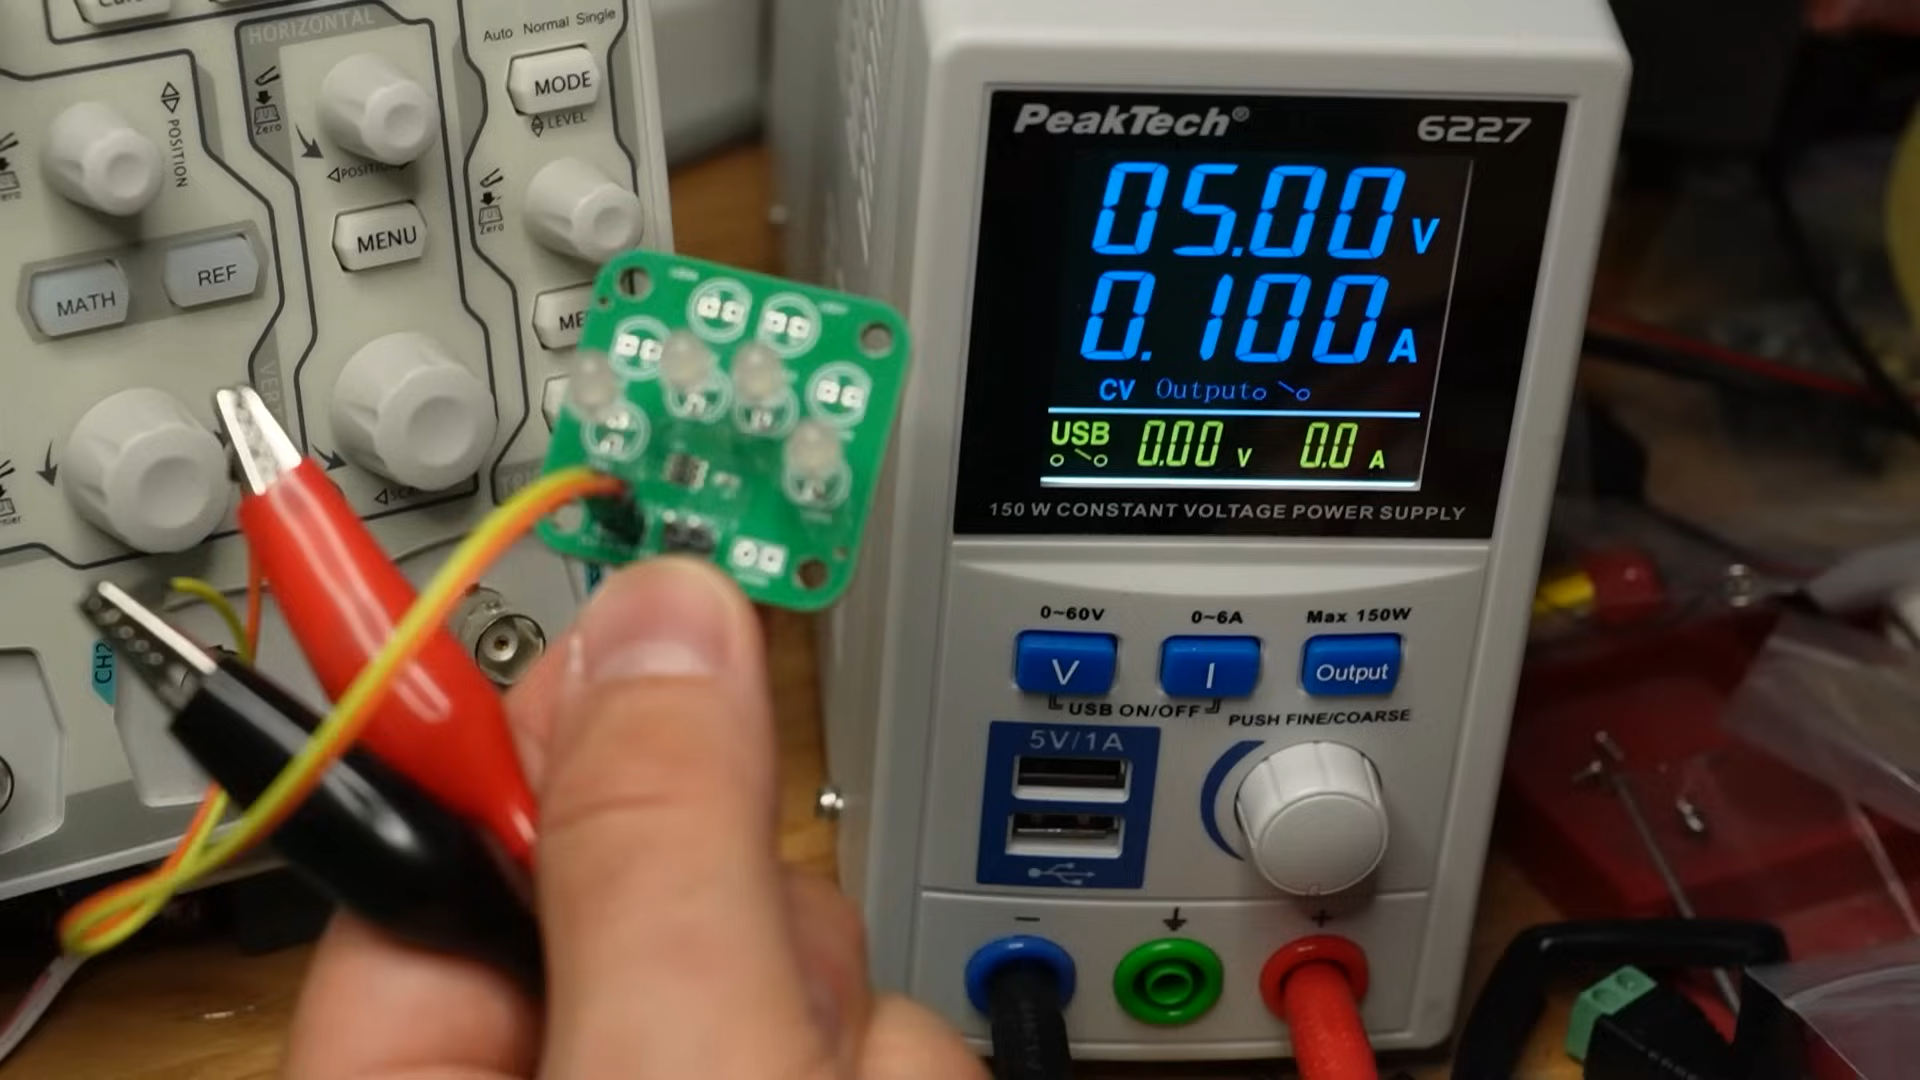 HORIZONTAL
Auto Normal Single
MODE
LEVEL
POSITION
Zero
Zero
MENU
MATH
REF
CH2
PeakTech®
6227
05.00 V
0.100 A
CV Output
USB 0.00 V 0.0 A
150 W CONSTANT VOLTAGE POWER SUPPLY
0~60V
0~6A
Max 150W
V
I
Output
USB ON/OFF
PUSH FINE/COARSE
5V/1A
−
+